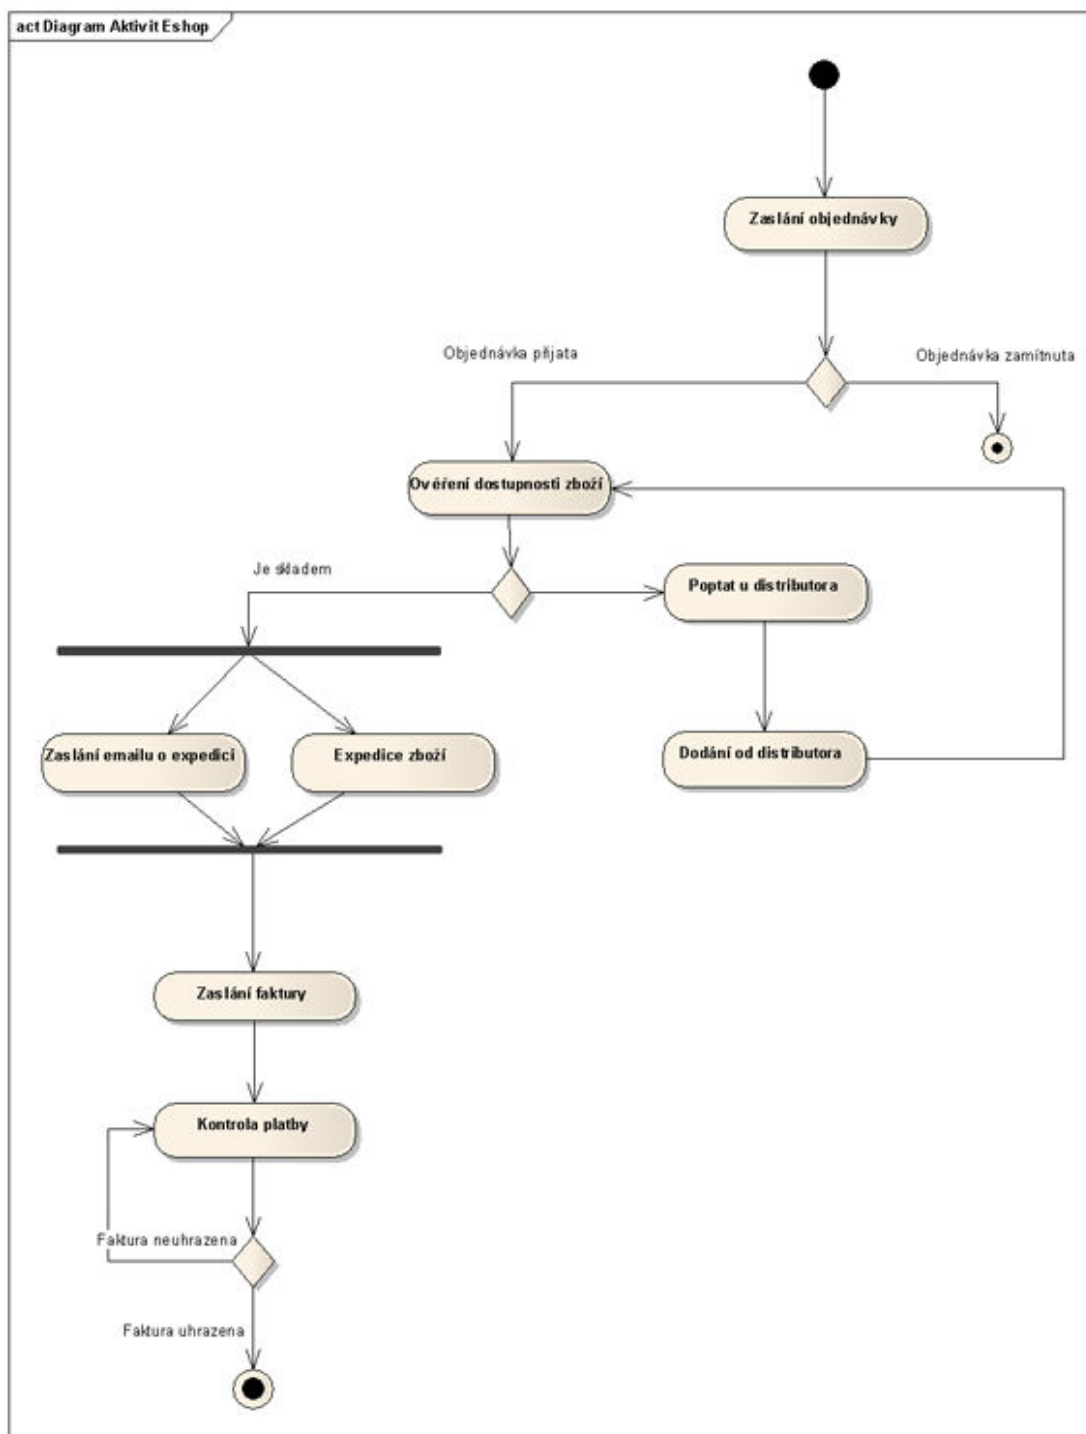 act Diagram Aktivit Eshop
Zaslání objednávky
Objednávka přijata
Objednávka zamítnuta
Ověření dostupnosti zboží
Je skladem
Poptat u distributora
Zaslání emailu o expedici
Expedice zboží
Dodání od distributora
Zaslání faktury
Kontrola platby
Faktura neuhrazena
Faktura uhrazena